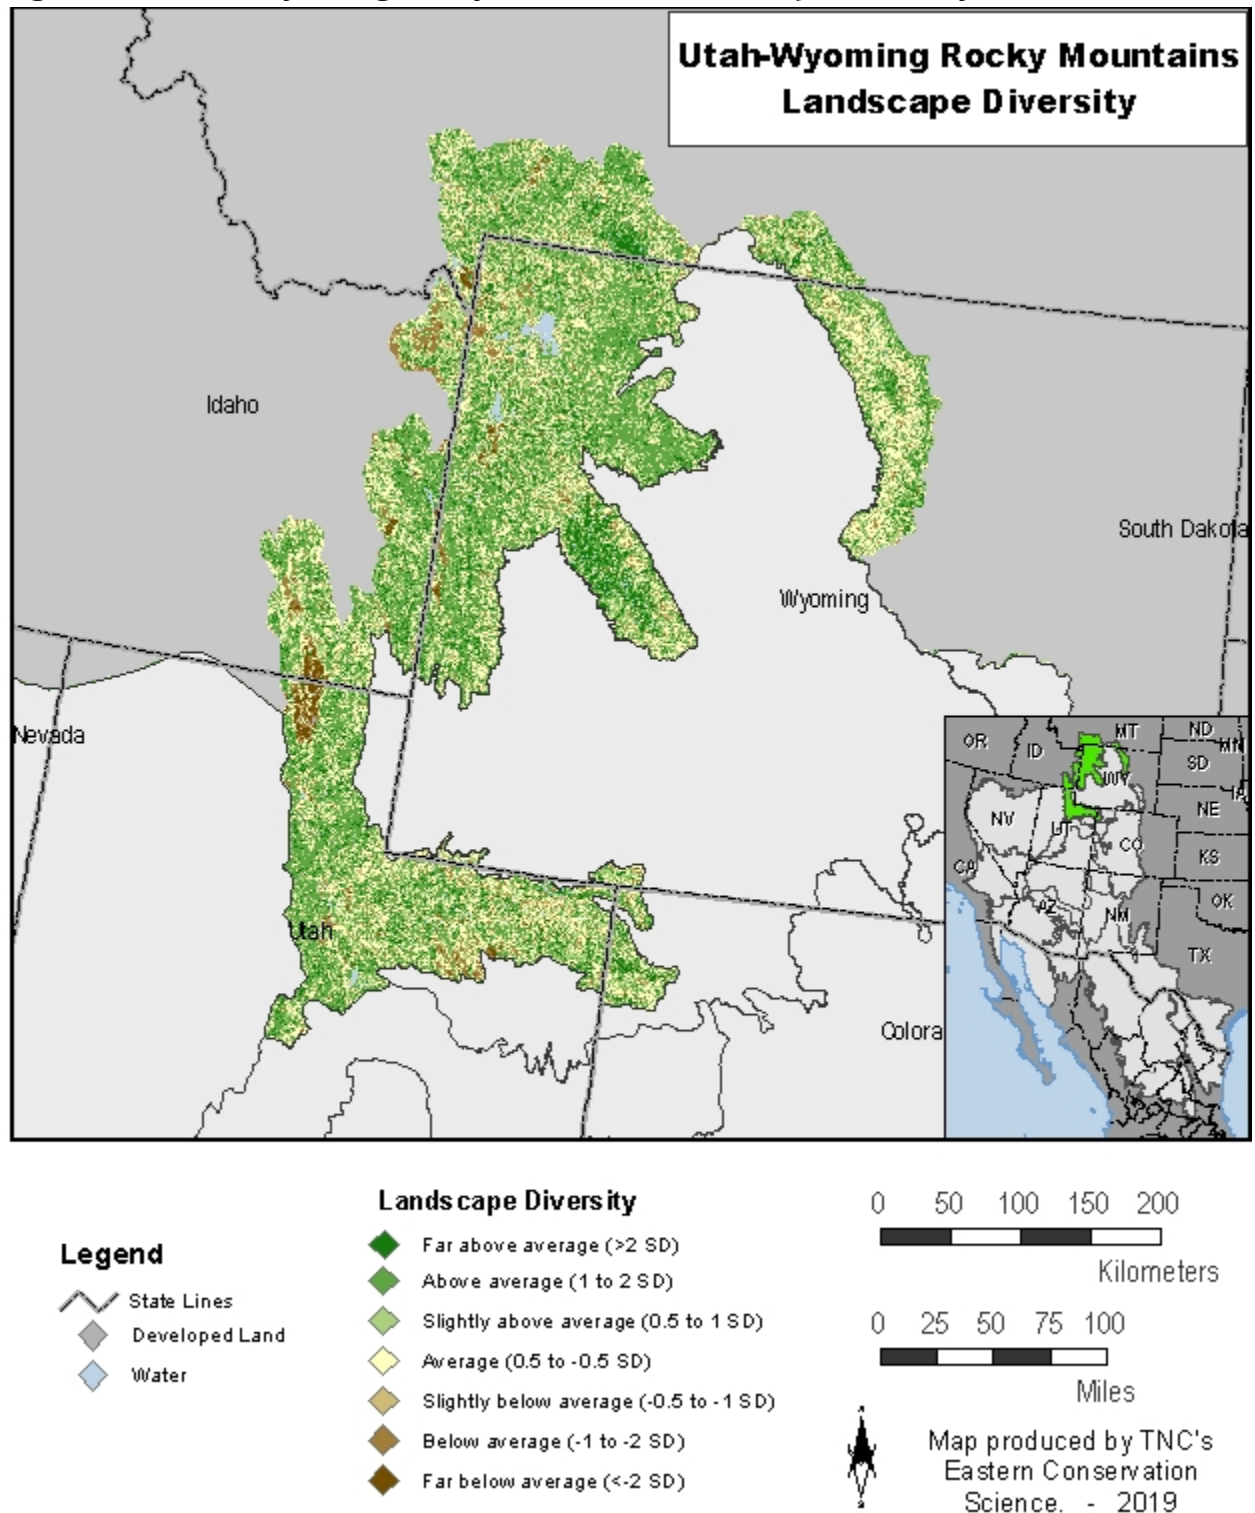 Utah-Wyoming Rocky Mountains
Landscape Diversity
Idaho
South Dakota
Wyoming
Nevada
Utah
Colora
OR
ID
MT
ND
MN
SD
WY
IA
NE
NV
UT
CO
KS
CA
OK
AZ
NM
TX
Legend
State Lines
Developed Land
Water
Landscape Diversity
Far above average (>2 SD)
Above average (1 to 2 SD)
Slightly above average (0.5 to 1 SD)
Average (0.5 to -0.5 SD)
Slightly below average (-0.5 to -1 SD)
Below average (-1 to -2 SD)
Far below average (<-2 SD)
0 50 100 150 200
Kilometers
0 25 50 75 100
Miles
Map produced by TNC's
Eastern Conservation
Science. - 2019